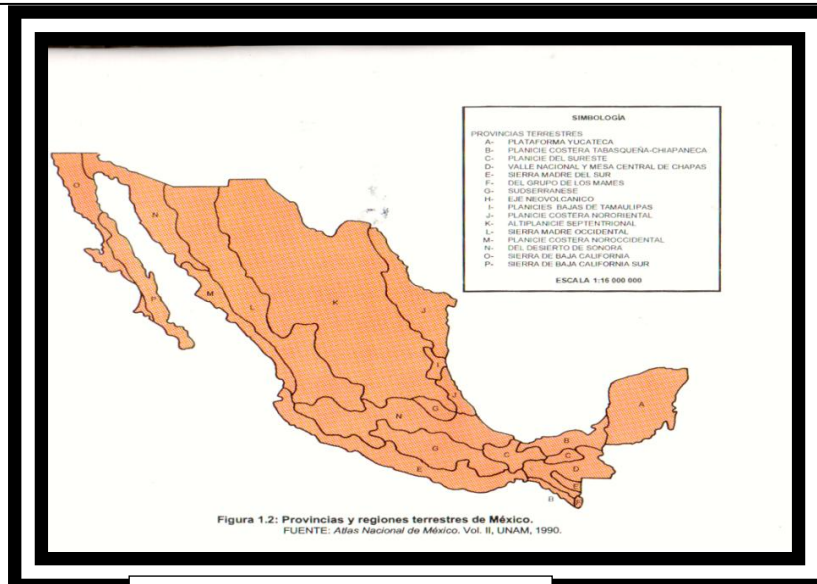 SIMBOLOGÍA
PROVINCIAS TERRESTRES
A- PLATAFORMA YUCATECA
B- PLANICIE COSTERA TABASQUEÑA-CHIAPANECA
C- PLANICIE DEL SURESTE
D- VALLE NACIONAL Y MESA CENTRAL DE CHAPAS
E- SIERRA MADRE DEL SUR
F- DEL GRUPO DE LOS MAMES
G- SUDSERRANESE
H- EJE NEOVOLCANICO
I- PLANICIES BAJAS DE TAMAULIPAS
J- PLANICIE COSTERA NORORIENTAL
K- ALTIPLANICIE SEPTENTRIONAL
L- SIERRA MADRE OCCIDENTAL
M- PLANICIE COSTERA NOROCCIDENTAL
N- DEL DESIERTO DE SONORA
O- SIERRA DE BAJA CALIFORNIA
P- SIERRA DE BAJA CALIFORNIA SUR
ESCALA 1:16 000 000
O
N
P
M
L
K
J
I
J
G
N
G
E
C
B
C
A
D
E
B
F
Figura 1.2: Provincias y regiones terrestres de México.
FUENTE: Atlas Nacional de México. Vol. II, UNAM, 1990.